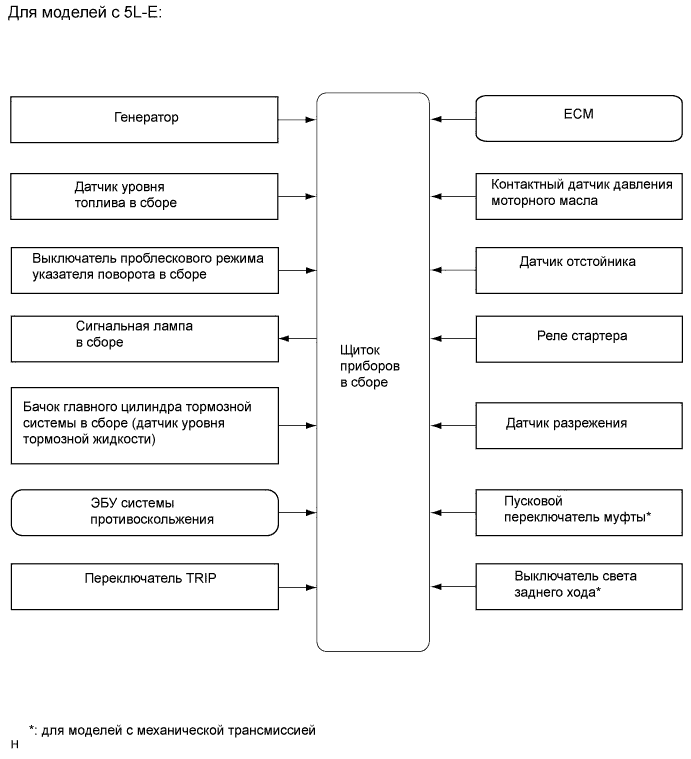 Для моделей с 5L-E:
Генератор
Датчик уровня
топлива в сборе
Выключатель проблескового режима
указателя поворота в сборе
Сигнальная лампа
в сборе
Бачок главного цилиндра тормозной
системы в сборе (датчик уровня
тормозной жидкости)
ЭБУ системы
противоскольжения
Переключатель TRIP
Щиток
приборов
в сборе
ECM
Контактный датчик давления
моторного масла
Датчик отстойника
Реле стартера
Датчик разрежения
Пусковой
переключатель муфты*
Выключатель света
заднего хода*
*: для моделей с механической трансмиссией
H